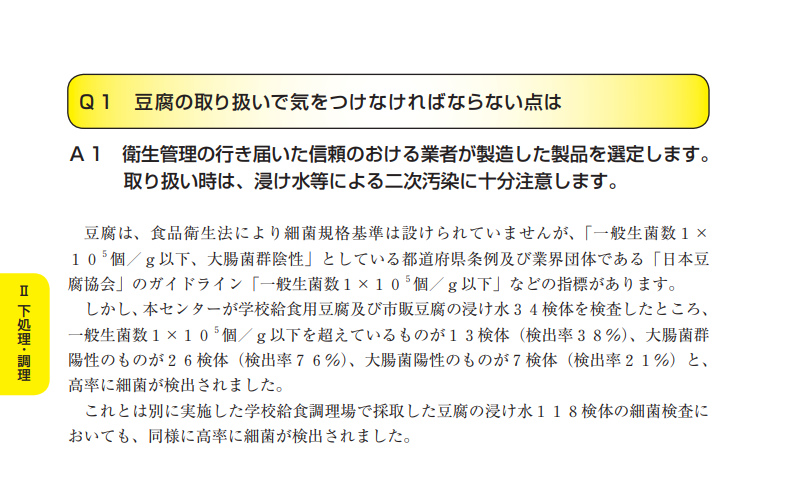 Q１　豆腐の取り扱いで気をつけなければならない点は
A１　衛生管理の行き届いた信頼のおける業者が製造した製品を選定します。
取り扱い時は、浸け水等による二次汚染に十分注意します。
豆腐は、食品衛生法により細菌規格基準は設けられていませんが、「一般生菌数１×
１０⁵個／ｇ以下、大腸菌群陰性」としている都道府県条例及び業界団体である「日本豆
腐協会」のガイドライン「一般生菌数１×１０⁵個／ｇ以下」などの指標があります。
しかし、本センターが学校給食用豆腐及び市販豆腐の浸け水３４検体を検査したところ、
一般生菌数１×１０⁵個／ｇ以下を超えているものが１３検体（検出率３８％）、大腸菌群
陽性のものが２６検体（検出率７６％）、大腸菌陽性のものが７検体（検出率２１％）と、
高率に細菌が検出されました。
これとは別に実施した学校給食調理場で採取した豆腐の浸け水１１８検体の細菌検査に
おいても、同様に高率に細菌が検出されました。
Ⅱ 下処理・調理